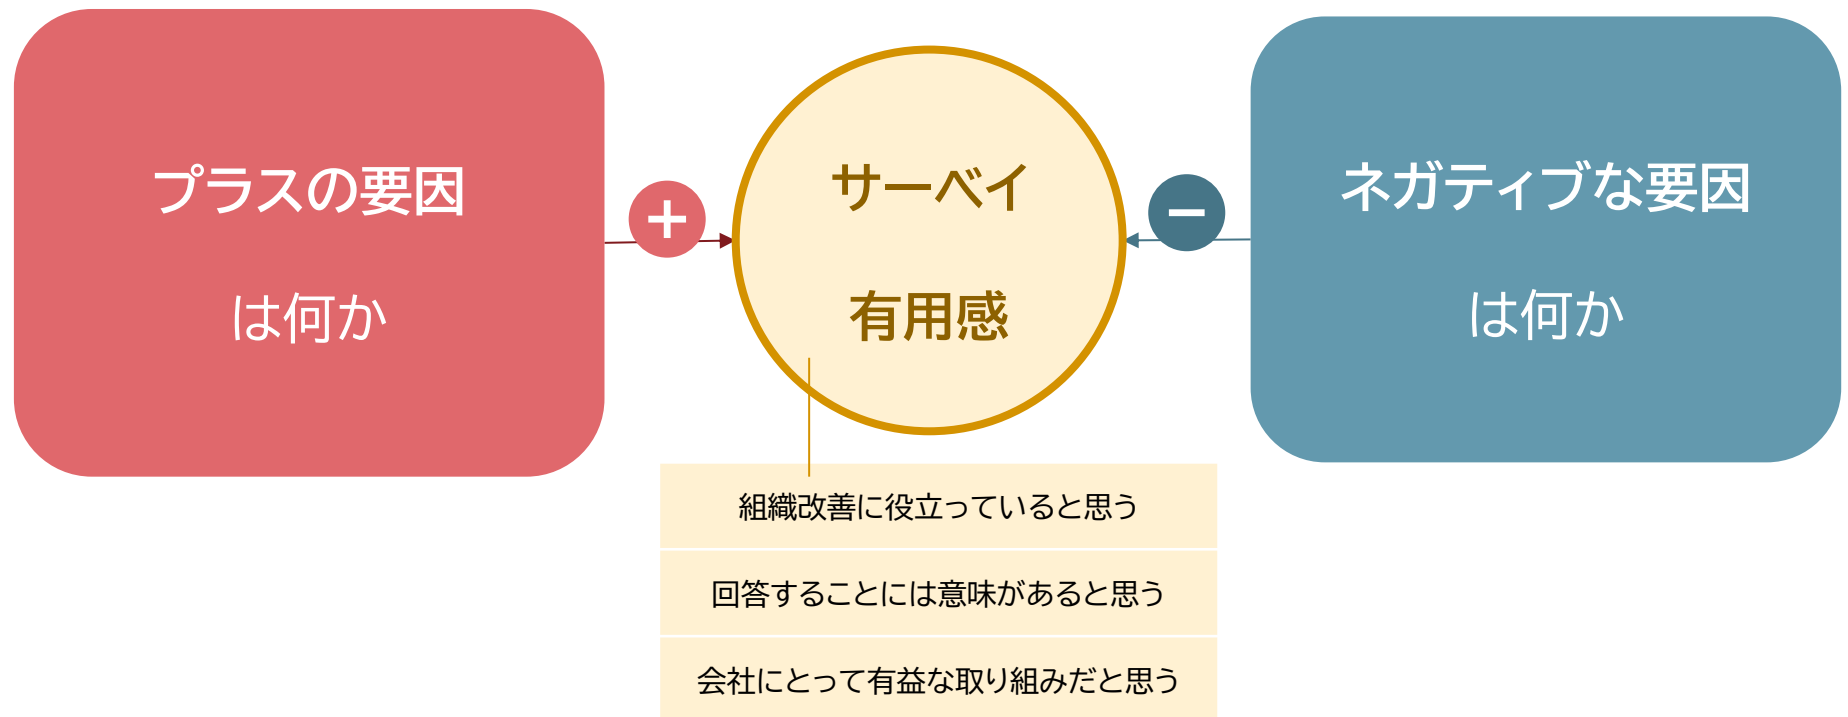 プラスの要因
は何か
+
サーベイ
有用感
−
ネガティブな要因
は何か
組織改善に役立っていると思う
回答することには意味があると思う
会社にとって有益な取り組みだと思う